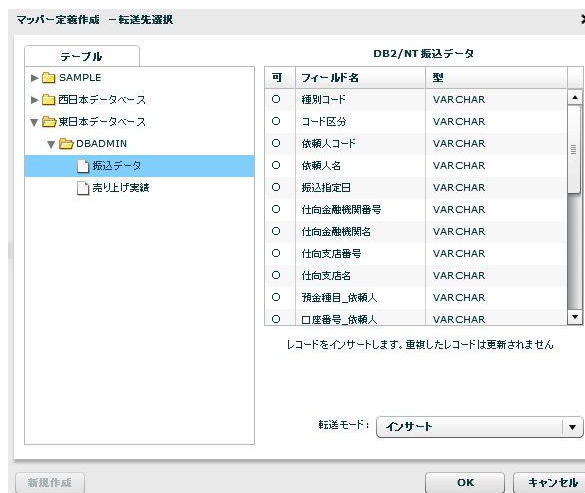 マッパー定義作成 －転送先選択
テーブル
SAMPLE
西日本データベース
東日本データベース
DBADMIN
振込データ
売り上げ実績
DB2/NT 振込データ
可 フィールド名 型
○ 種別コード VARCHAR
○ コード区分 VARCHAR
○ 依頼人コード VARCHAR
○ 依頼人名 VARCHAR
○ 振込指定日 VARCHAR
○ 仕向金融機関番号 VARCHAR
○ 仕向金融機関名 VARCHAR
○ 仕向支店番号 VARCHAR
○ 仕向支店名 VARCHAR
○ 預金種目_依頼人 VARCHAR
○ 口座番号_依頼人 VARCHAR
レコードをインサートします。重複したレコードは更新されません
転送モード： インサート
新規作成 OK キャンセル